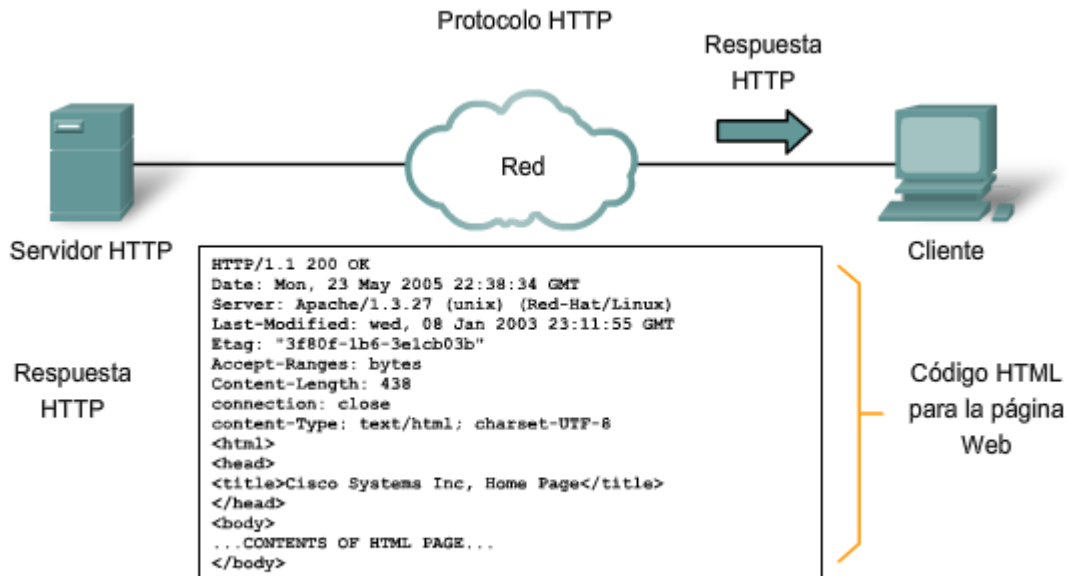 Protocolo HTTP
Respuesta
HTTP
Red
Servidor HTTP
Cliente
HTTP/1.1 200 OK
Date: Mon, 23 May 2005 22:38:34 GMT
Server: Apache/1.3.27 (unix) (Red-Hat/Linux)
Last-Modified: wed, 08 Jan 2003 23:11:55 GMT
Etag: "3f80f-1b6-3e1cb03b"
Accept-Ranges: bytes
Content-Length: 438
connection: close
content-Type: text/html; charset-UTF-8
<html>
<head>
<title>Cisco Systems Inc, Home Page</title>
</head>
<body>
...CONTENTS OF HTML PAGE...
</body>
Respuesta
HTTP
Código HTML
para la página
Web